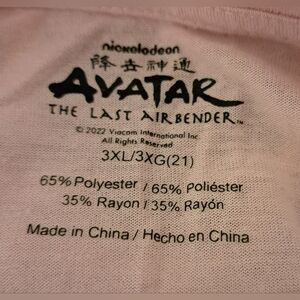 nickelodeon
降去神通
AVATAR
THE LAST AIRBENDER™
© 2022 Viacom International Inc.
All Rights Reserved
3XL/3XG(21)
65% Polyester / 65% Poliéster
35% Rayon / 35% Rayón
Made in China / Hecho en China